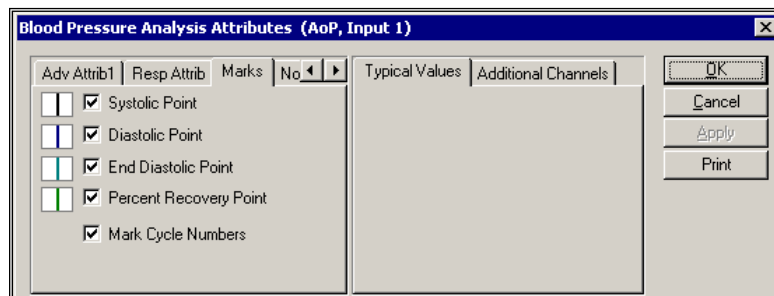 Blood Pressure Analysis Attributes (AoP, Input 1)
Adv Attrib1 Resp Attrib Marks No
Typical Values Additional Channels
OK
Cancel
Apply
Print
Systolic Point
Diastolic Point
End Diastolic Point
Percent Recovery Point
Mark Cycle Numbers